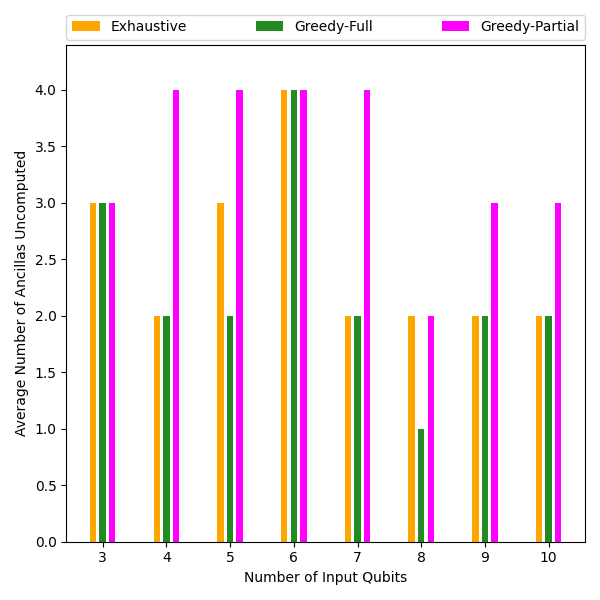 Exhaustive Greedy-Full Greedy-Partial
Average Number of Ancillas Uncomputed
4.0
3.5
3.0
2.5
2.0
1.5
1.0
0.5
0.0
3 4 5 6 7 8 9 10
Number of Input Qubits